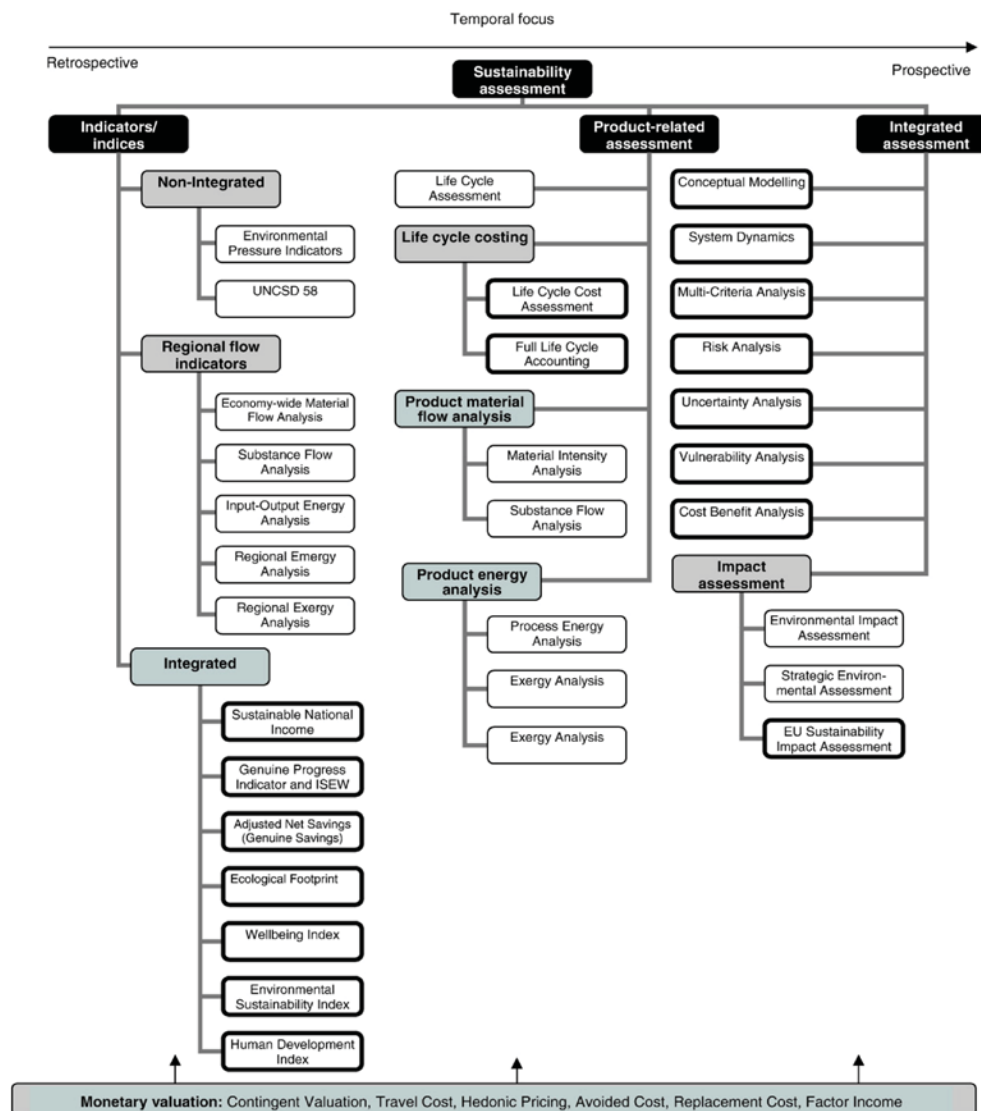 Temporal focus
Retrospective
Prospective
Sustainability
assessment
Indicators/
indices
Product-related
assessment
Integrated
assessment
Non-Integrated
Environmental
Pressure Indicators
UNCSD 58
Regional flow
indicators
Economy-wide Material
Flow Analysis
Substance Flow
Analysis
Input-Output Energy
Analysis
Regional Emergy
Analysis
Regional Exergy
Analysis
Integrated
Sustainable National
Income
Genuine Progress
Indicator and ISEW
Adjusted Net Savings
(Genuine Savings)
Ecological Footprint
Wellbeing Index
Environmental
Sustainability Index
Human Development
Index
Life Cycle
Assessment
Life cycle costing
Life Cycle Cost
Assessment
Full Life Cycle
Accounting
Product material
flow analysis
Material Intensity
Analysis
Substance Flow
Analysis
Product energy
analysis
Process Energy
Analysis
Exergy Analysis
Exergy Analysis
Conceptual Modelling
System Dynamics
Multi-Criteria Analysis
Risk Analysis
Uncertainty Analysis
Vulnerability Analysis
Cost Benefit Analysis
Impact
assessment
Environmental Impact
Assessment
Strategic Environ-
mental Assessment
EU Sustainability
Impact Assessment
Monetary valuation: Contingent Valuation, Travel Cost, Hedonic Pricing, Avoided Cost, Replacement Cost, Factor Income